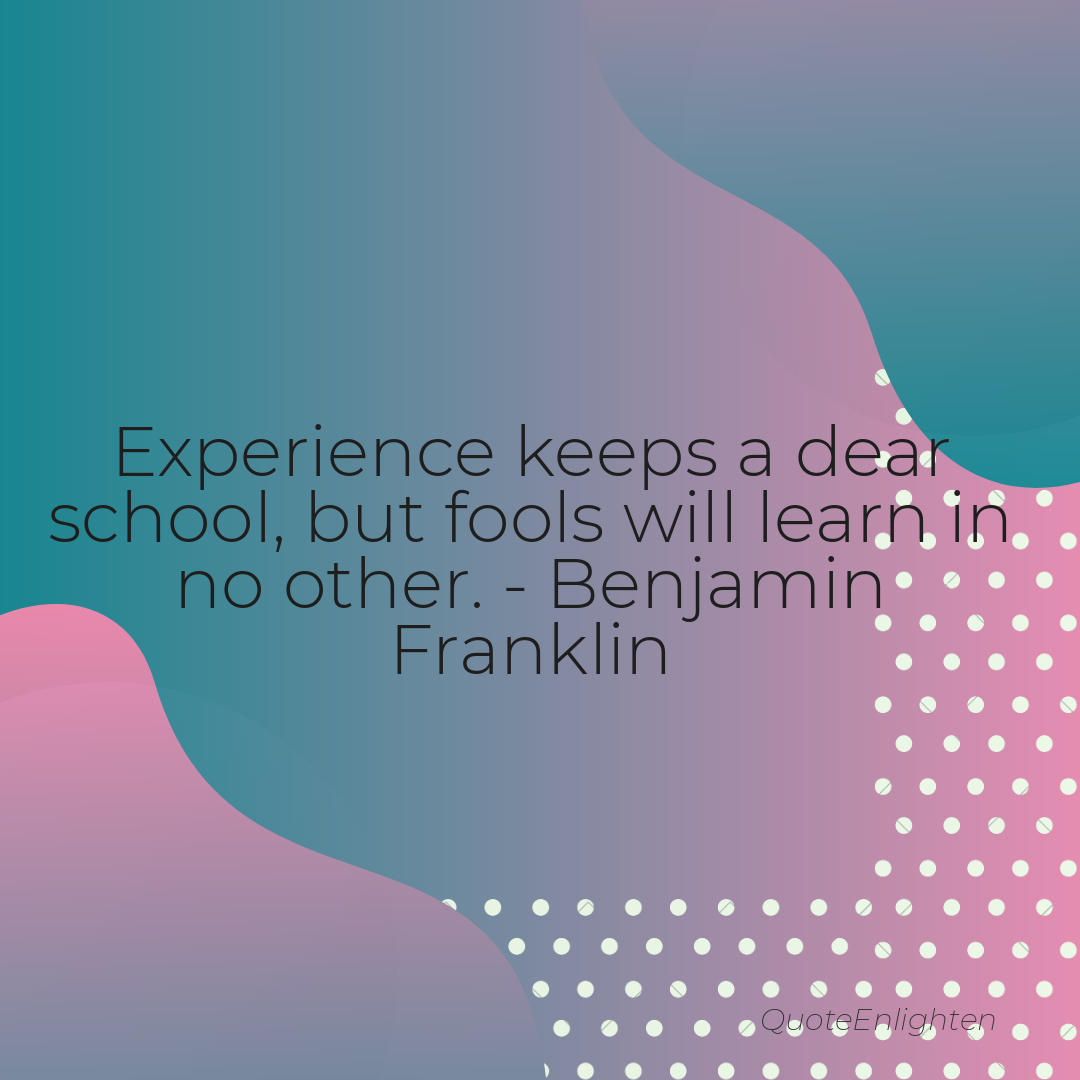 Experience keeps a dear
school, but fools will learn in
no other. - Benjamin
Franklin
QuoteEnlighten